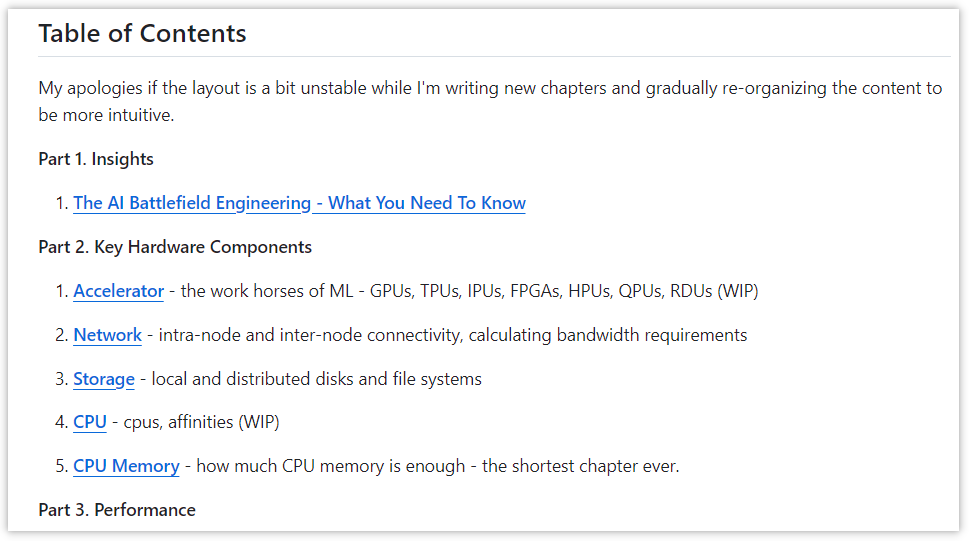 Table of Contents
My apologies if the layout is a bit unstable while I'm writing new chapters and gradually re-organizing the content to
be more intuitive.
Part 1. Insights
1. The AI Battlefield Engineering - What You Need To Know
Part 2. Key Hardware Components
1. Accelerator - the work horses of ML - GPUs, TPUs, IPUs, FPGAs, HPUs, QPUs, RDUs (WIP)
2. Network - intra-node and inter-node connectivity, calculating bandwidth requirements
3. Storage - local and distributed disks and file systems
4. CPU - cpus, affinities (WIP)
5. CPU Memory - how much CPU memory is enough - the shortest chapter ever.
Part 3. Performance